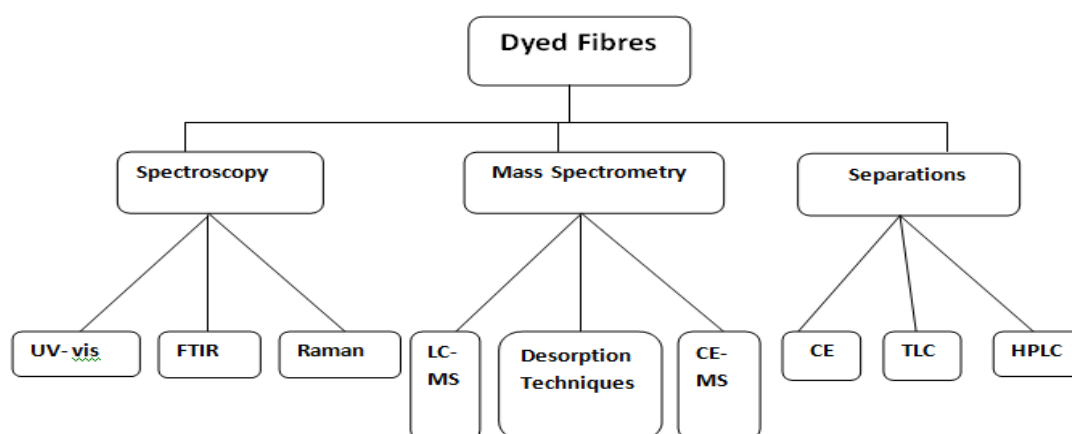 Dyed Fibres
Spectroscopy
Mass Spectrometry
Separations
UV- vis
FTIR
Raman
LC-
MS
Desorption
Techniques
CE-
MS
CE
TLC
HPLC